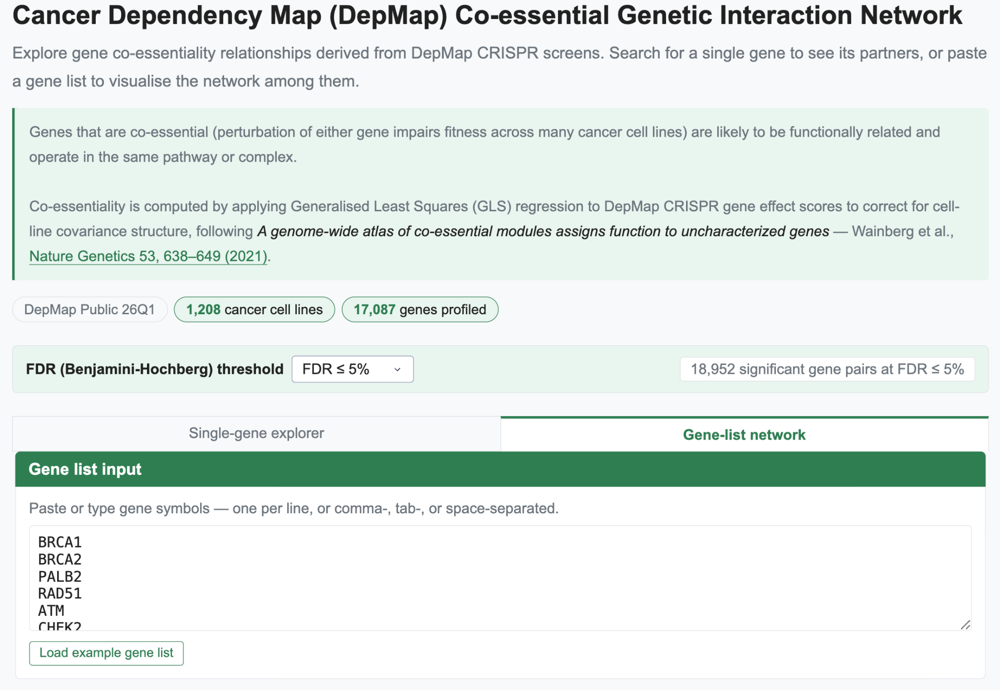 Cancer Dependency Map (DepMap) Co-essential Genetic Interaction Network
Explore gene co-essentiality relationships derived from DepMap CRISPR screens. Search for a single gene to see its partners, or paste
a gene list to visualise the network among them.
Genes that are co-essential (perturbation of either gene impairs fitness across many cancer cell lines) are likely to be functionally related and
operate in the same pathway or complex.
Co-essentiality is computed by applying Generalised Least Squares (GLS) regression to DepMap CRISPR gene effect scores to correct for cell-
line covariance structure, following A genome-wide atlas of co-essential modules assigns function to uncharacterized genes — Wainberg et al.,
Nature Genetics 53, 638–649 (2021).
DepMap Public 26Q1
1,208 cancer cell lines
17,087 genes profiled
FDR (Benjamini-Hochberg) threshold
FDR ≤ 5%
18,952 significant gene pairs at FDR ≤ 5%
Single-gene explorer
Gene-list network
Gene list input
Paste or type gene symbols — one per line, or comma-, tab-, or space-separated.
BRCA1
BRCA2
PALB2
RAD51
ATM
CHEK2
Load example gene list